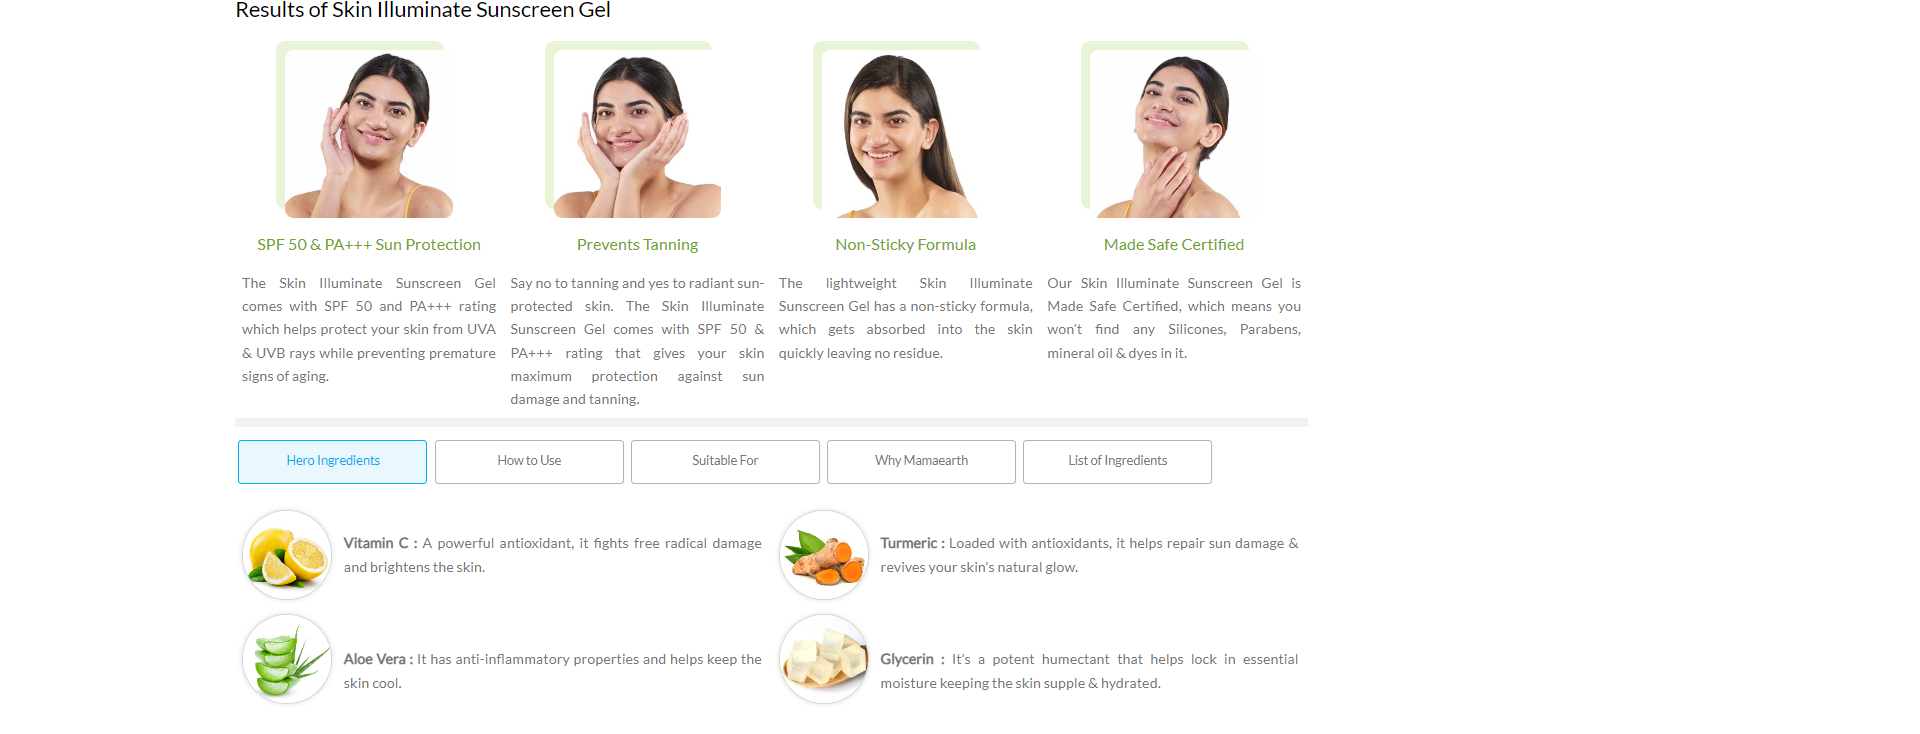 Results of Skin Illuminate Sunscreen Gel
SPF 50 & PA+++ Sun Protection
The Skin Illuminate Sunscreen Gel
comes with SPF 50 and PA+++ rating
which helps protect your skin from UVA
& UVB rays while preventing premature
signs of aging.
Prevents Tanning
Say no to tanning and yes to radiant sun-
protected skin. The Skin Illuminate
Sunscreen Gel comes with SPF 50 &
PA+++ rating that gives your skin
maximum protection against sun
damage and tanning.
Non-Sticky Formula
The lightweight Skin Illuminate
Sunscreen Gel has a non-sticky formula,
which gets absorbed into the skin
quickly leaving no residue.
Made Safe Certified
Our Skin Illuminate Sunscreen Gel is
Made Safe Certified, which means you
won’t find any Silicones, Parabens,
mineral oil & dyes in it.
Hero Ingredients
How to Use
Suitable For
Why Mamaearth
List of Ingredients
Vitamin C : A powerful antioxidant, it fights free radical damage
and brightens the skin.
Turmeric : Loaded with antioxidants, it helps repair sun damage &
revives your skin’s natural glow.
Aloe Vera : It has anti-inflammatory properties and helps keep the
skin cool.
Glycerin : It’s a potent humectant that helps lock in essential
moisture keeping the skin supple & hydrated.